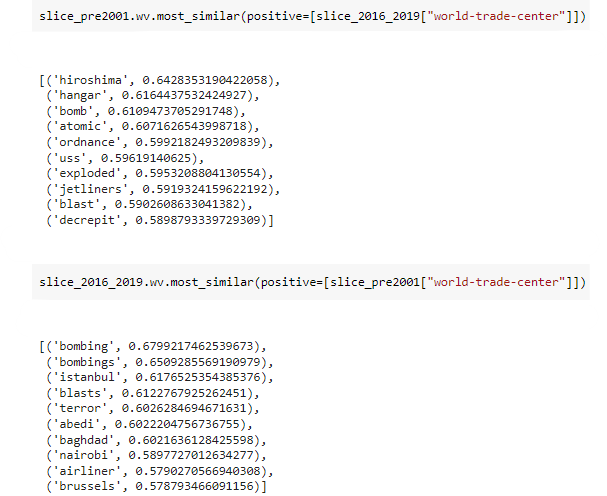 slice_pre2001.wv.most_similar(positive=[slice_2016_2019["world-trade-center"]])
[('hiroshima', 0.6428353190422058),
('hangar', 0.6164437532424927),
('bomb', 0.6109473705291748),
('atomic', 0.6071626543998718),
('ordnance', 0.5992182493209839),
('uss', 0.59619140625),
('exploded', 0.5953208804130554),
('jetliners', 0.5919324159622192),
('blast', 0.5902608633041382),
('decrepit', 0.5898793339729309)]
slice_2016_2019.wv.most_similar(positive=[slice_pre2001["world-trade-center"]])
[('bombing', 0.6799217462539673),
('bombings', 0.6509285569190979),
('istanbul', 0.6176525354385376),
('blasts', 0.6122767925262451),
('terror', 0.6026284694671631),
('abedi', 0.6022204756736755),
('baghdad', 0.6021636128425598),
('nairobi', 0.5897727012634277),
('airliner', 0.5790270566940308),
('brussels', 0.578793466091156)]